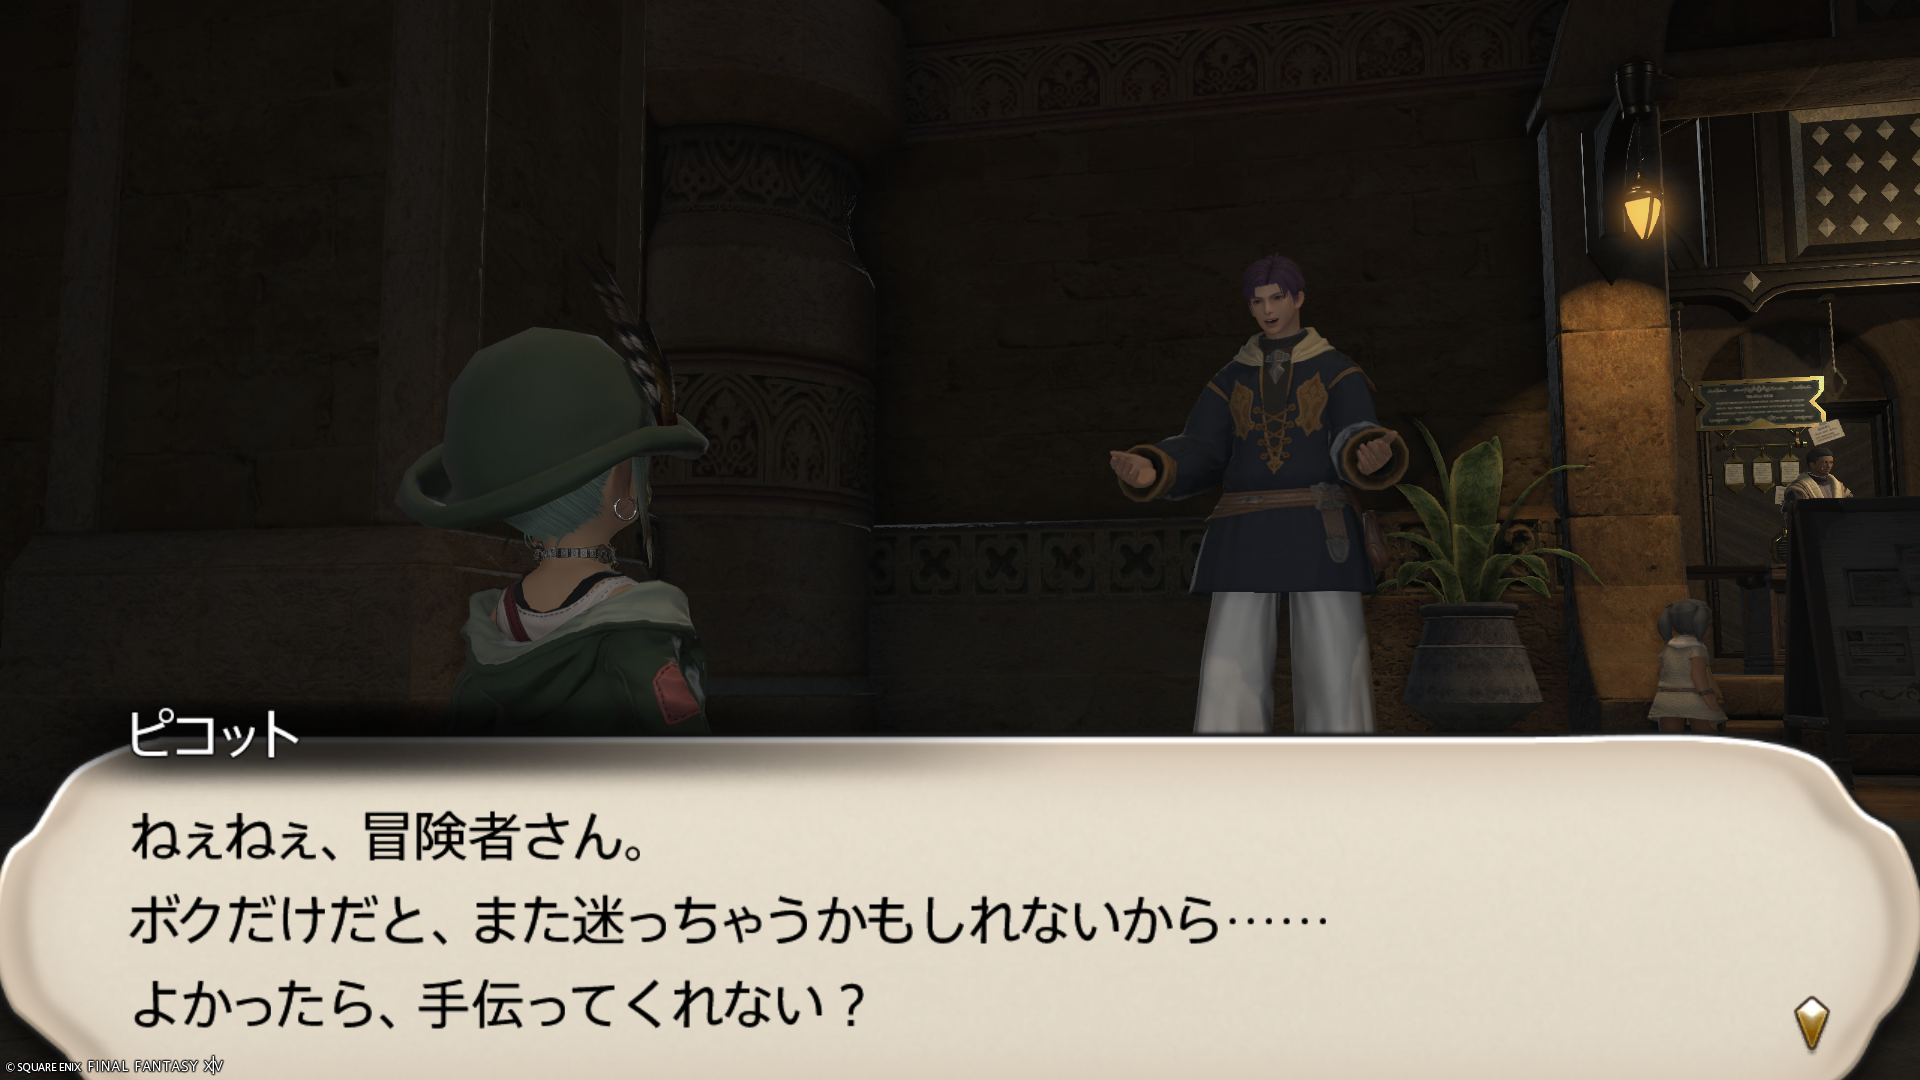 ピコット
ねぇねぇ、冒険者さん。
ボクだけだと、また迷っちゃうかもしれないから……
よかったら、手伝ってくれない？
© SQUARE ENIX FINAL FANTASY XIV